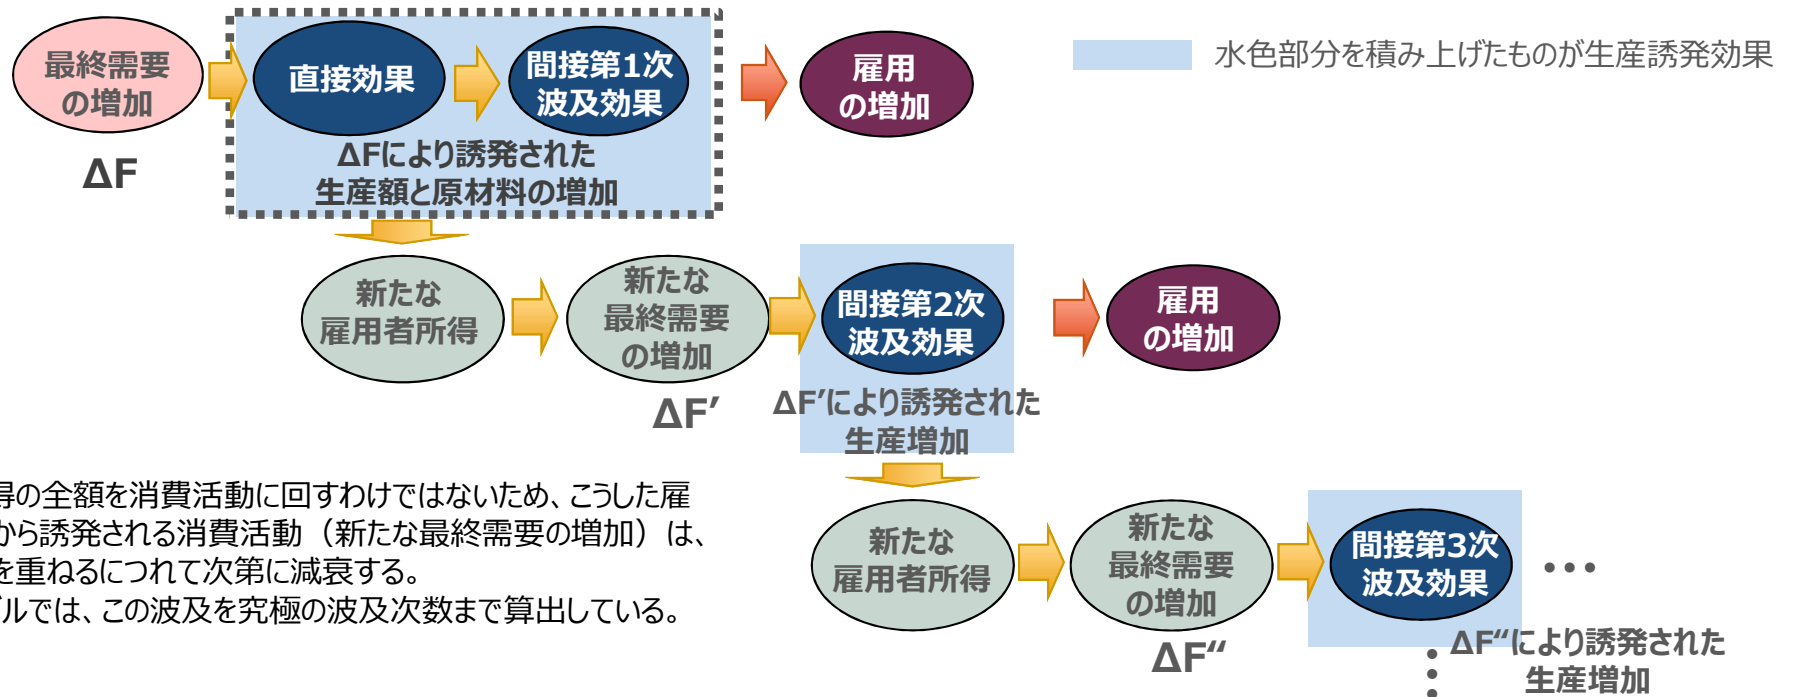 最終需要
の増加
ΔF
直接効果
間接第1次
波及効果
ΔFにより誘発された
生産額と原材料の増加
雇用
の増加
水色部分を積み上げたものが生産誘発効果
新たな
雇用者所得
新たな
最終需要
の増加
ΔF’
間接第2次
波及効果
ΔF’により誘発された
生産増加
雇用
の増加
得の全額を消費活動に回すわけではないため、こうした雇
から誘発される消費活動（新たな最終需要の増加）は、
を重ねるにつれて次第に減衰する。
ルでは、この波及を究極の波及次数まで算出している。
新たな
雇用者所得
新たな
最終需要
の増加
ΔF“
間接第3次
波及効果
…
ΔF“により誘発された
生産増加